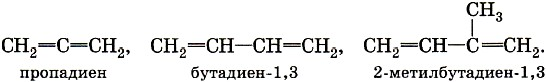 CH₃
CH₂=C=CH₂, CH₂=CH—CH=CH₂, CH₂=CH—C=CH₂.
пропадиен бутадиен-1,3 2-метилбутадиен-1,3